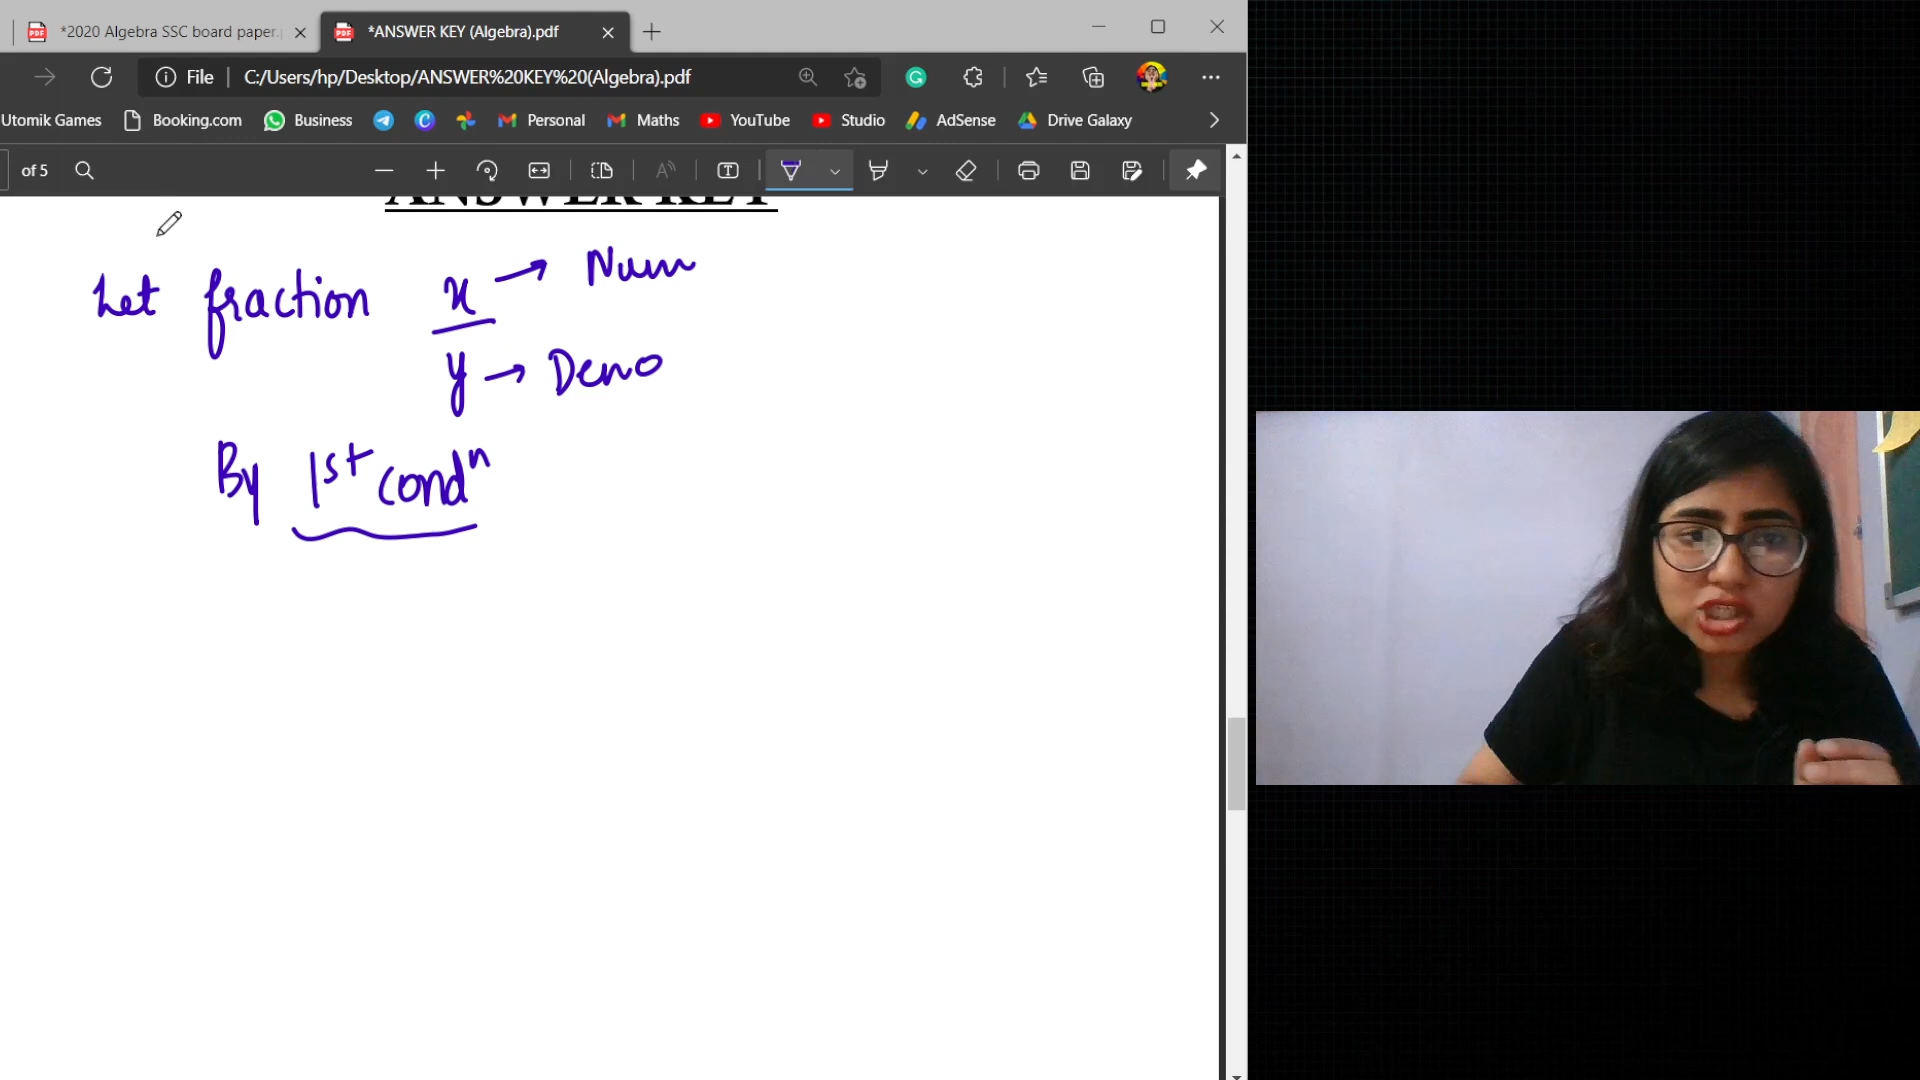 *2020 Algebra SSC board paper.
*ANSWER KEY (Algebra).pdf
File
C:/Users/hp/Desktop/ANSWER%20KEY%20(Algebra).pdf
Utomik Games Booking.com Business Personal Maths YouTube Studio AdSense Drive Galaxy
of 5
ANSWER KEY
Let fraction x → Num
y → Deno
By 1st condn